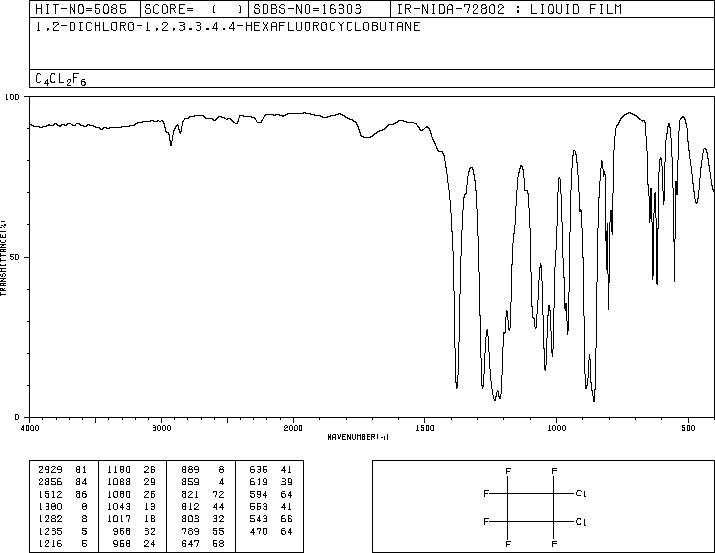 HIT-NO=5085 SCORE= ( ) SDBS-NO=16303 IR-NIDA-72802 : LIQUID FILM
1,2-DICHLORO-1,2,3,3,4,4-HEXAFLUOROCYCLOBUTANE
C4CL2F6
100
50
0
TRANSMITTANCE(%)
4000 3000 2000 1500 1000 500
WAVENUMBER(-1)
2929 81 1180 26 889 8 636 41
2856 84 1088 29 859 4 619 39
1512 86 1080 26 821 72 594 64
1380 8 1043 13 812 44 553 41
1282 8 1017 18 803 32 543 66
1235 5 968 32 789 55 470 64
1216 5 958 24 647 58
F F
F Cl
F Cl
F F